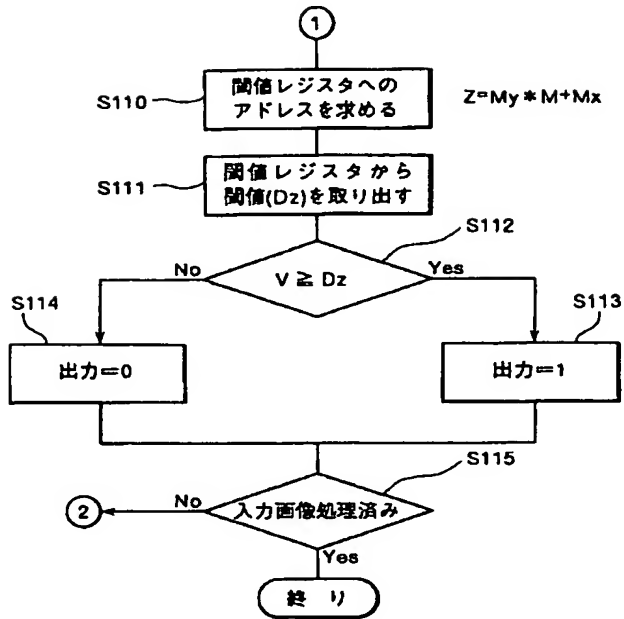 1
S110
閾値レジスタへの
アドレスを求める
Z=My*M+Mx
S111
閾値レジスタから
閾値(Dz)を取り出す
S112
No
V ≧ Dz
Yes
S114
S113
出力=0
出力=1
S115
2
No
入力画像処理済み
Yes
終り